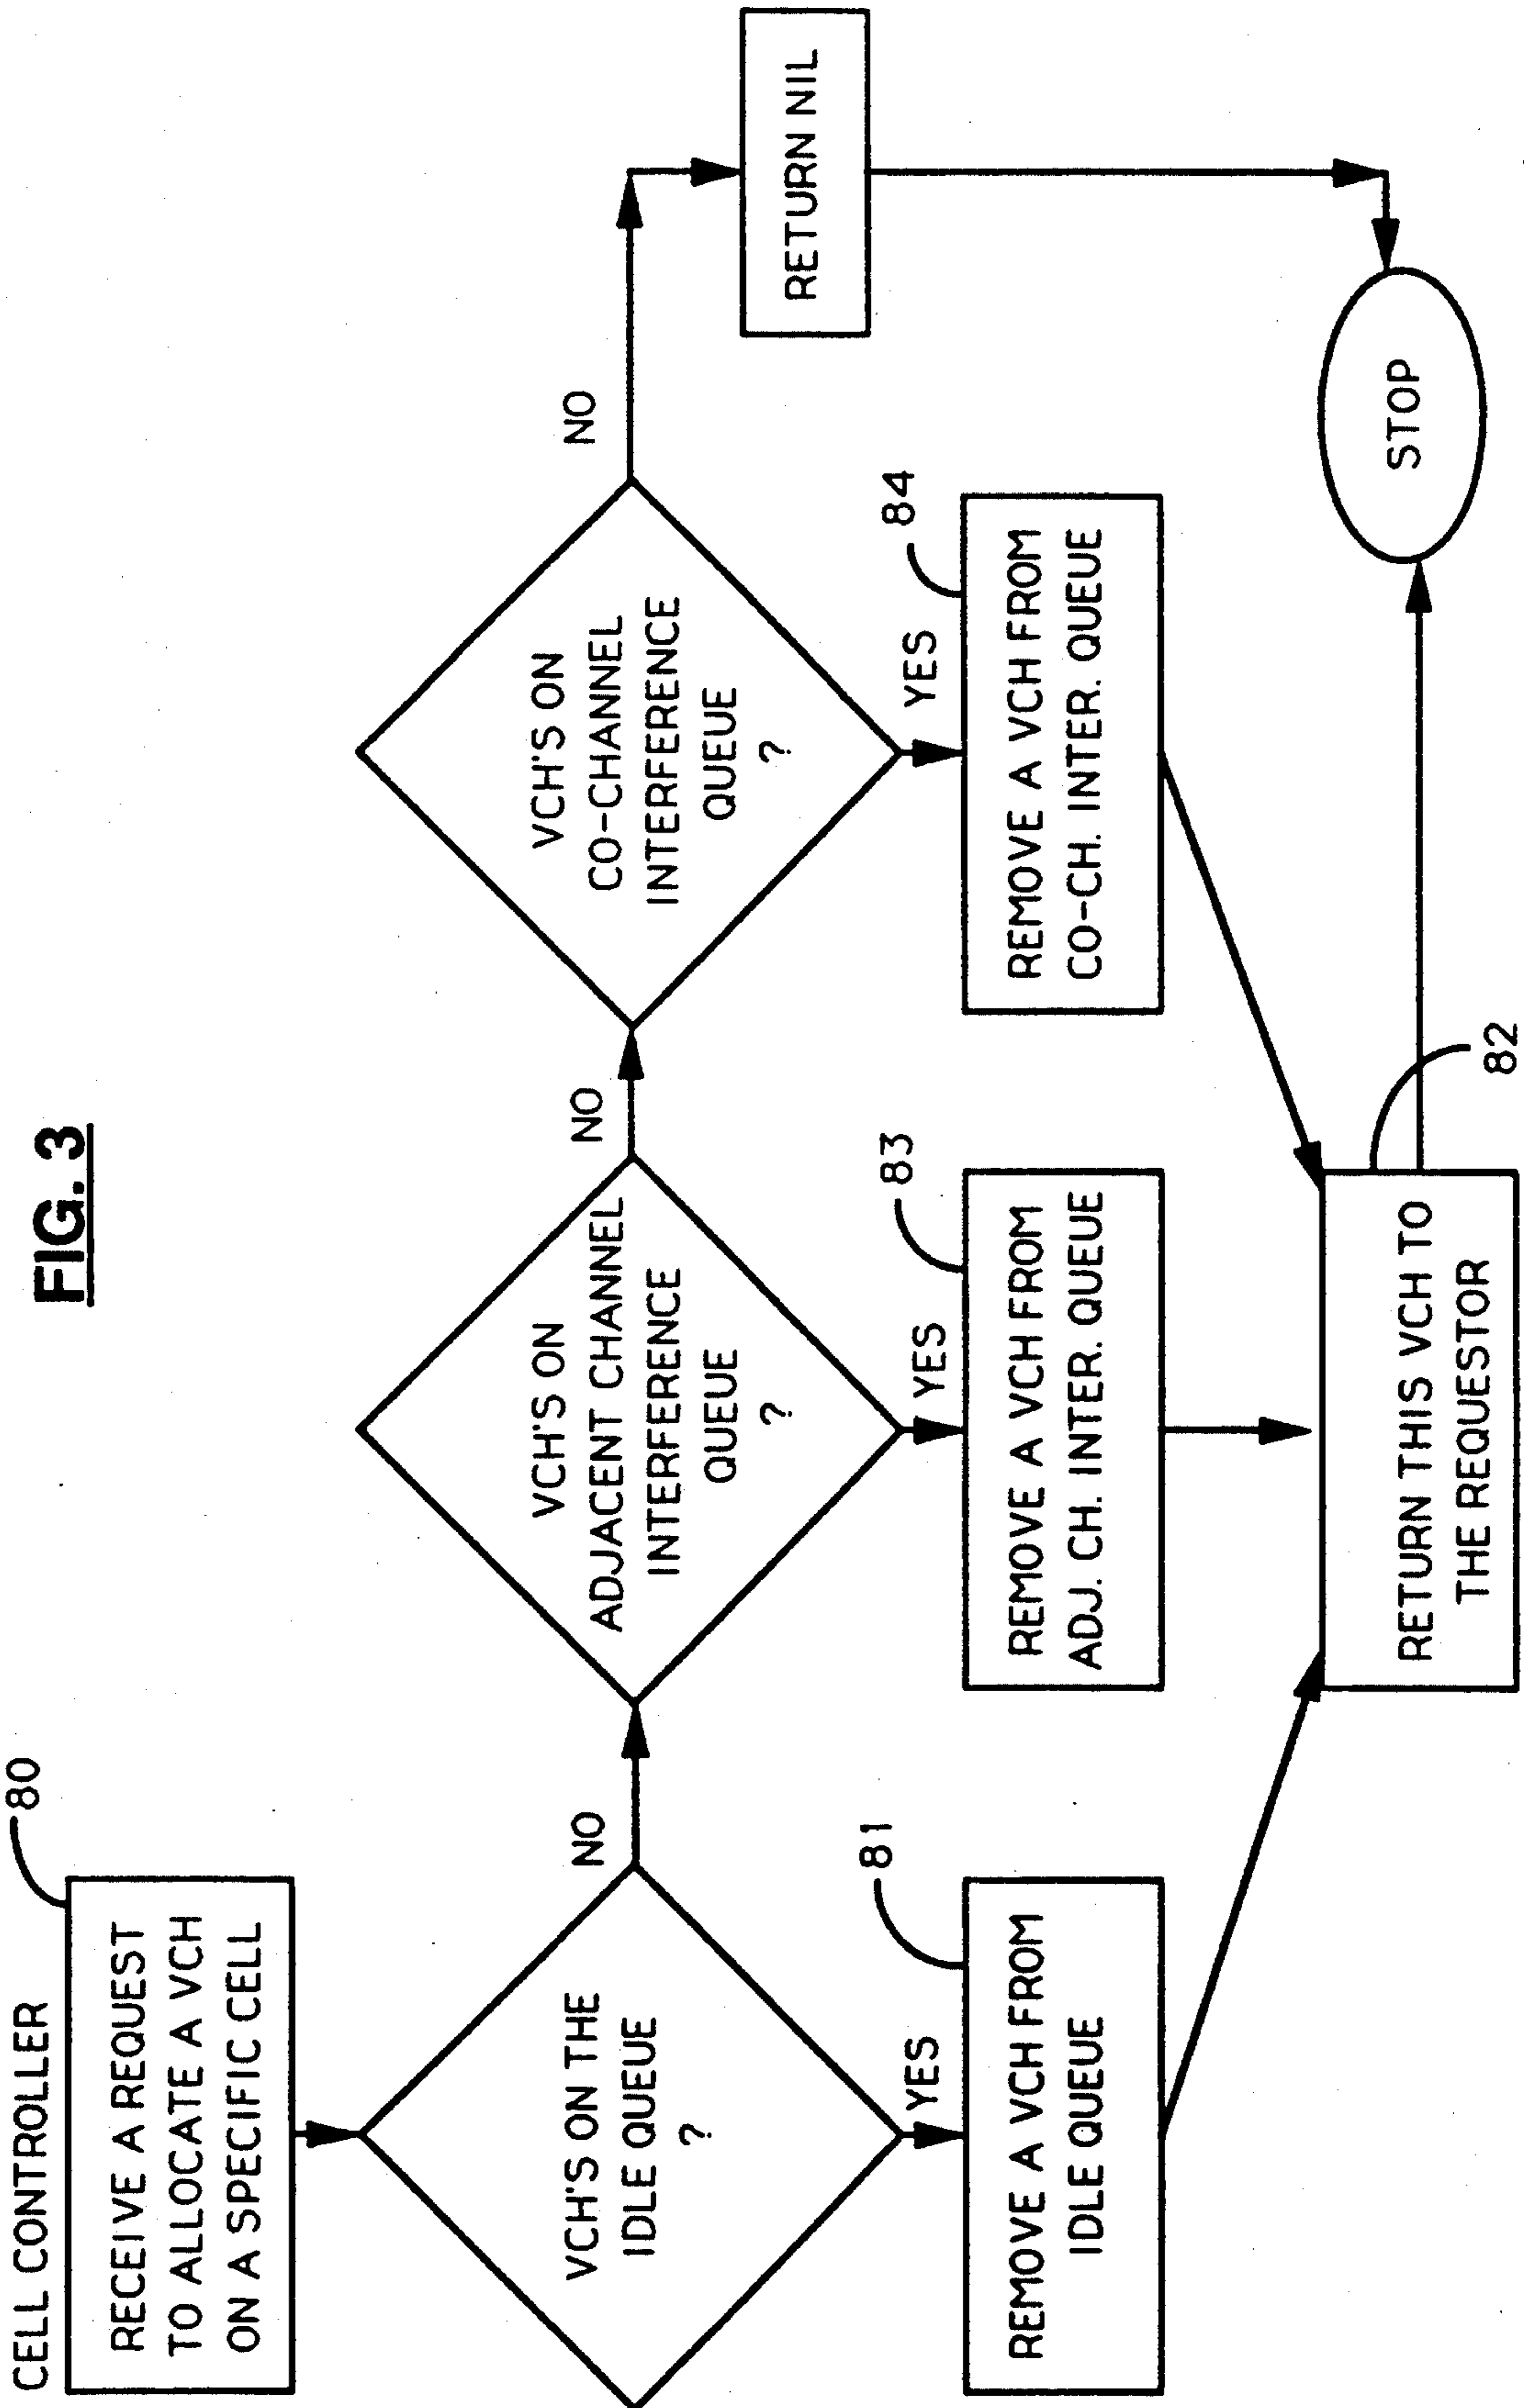 FIG. 3
CELL CONTROLLER
80
RECEIVE A REQUEST
TO ALLOCATE A VCH
ON A SPECIFIC CELL
VCH'S ON THE
IDLE QUEUE
?
NO
YES
81
REMOVE A VCH FROM
IDLE QUEUE
VCH'S ON
ADJACENT CHANNEL
INTERFERENCE
QUEUE
?
NO
YES
83
REMOVE A VCH FROM
ADJ. CH. INTER. QUEUE
VCH'S ON
CO-CHANNEL
INTERFERENCE
QUEUE
?
NO
YES
84
REMOVE A VCH FROM
CO-CH. INTER. QUEUE
RETURN NIL
RETURN THIS VCH TO
THE REQUESTOR
82
STOP